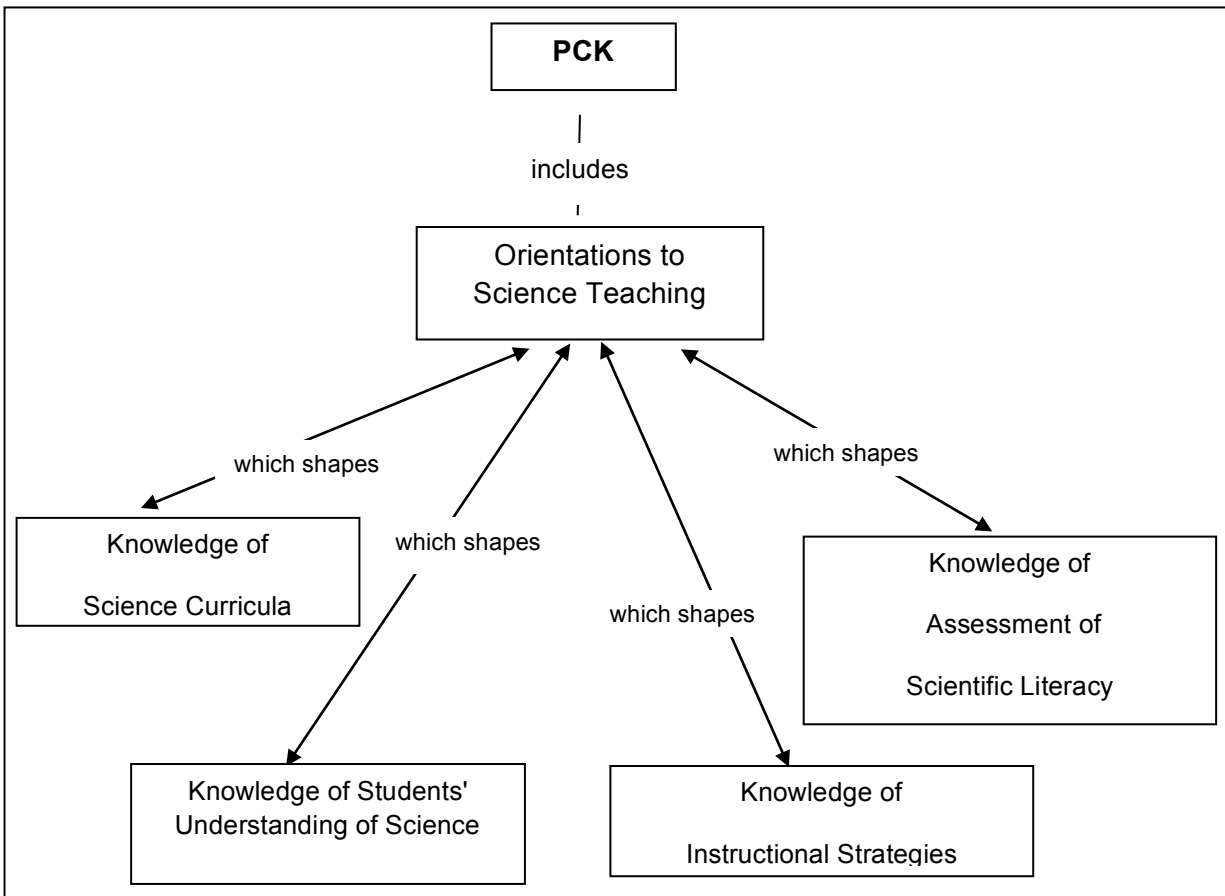 PCK
includes
Orientations to
Science Teaching
which shapes
which shapes
which shapes
which shapes
Knowledge of
Science Curricula
Knowledge of
Assessment of
Scientific Literacy
Knowledge of Students'
Understanding of Science
Knowledge of
Instructional Strategies